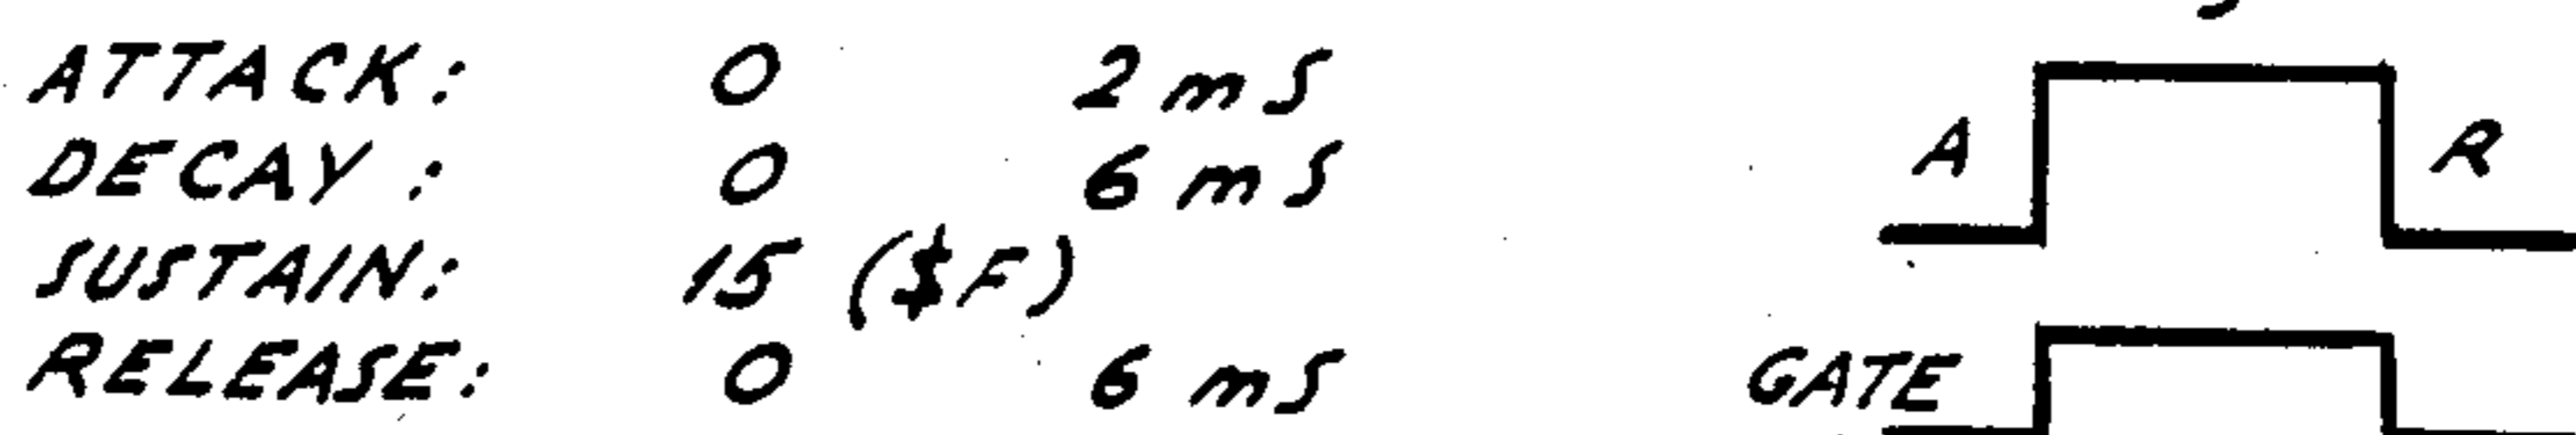 ATTACK: 0 2 mS
DECAY: 0 6 mS
SUSTAIN: 15 ($F)
RELEASE: 0 6 mS
A R
GATE